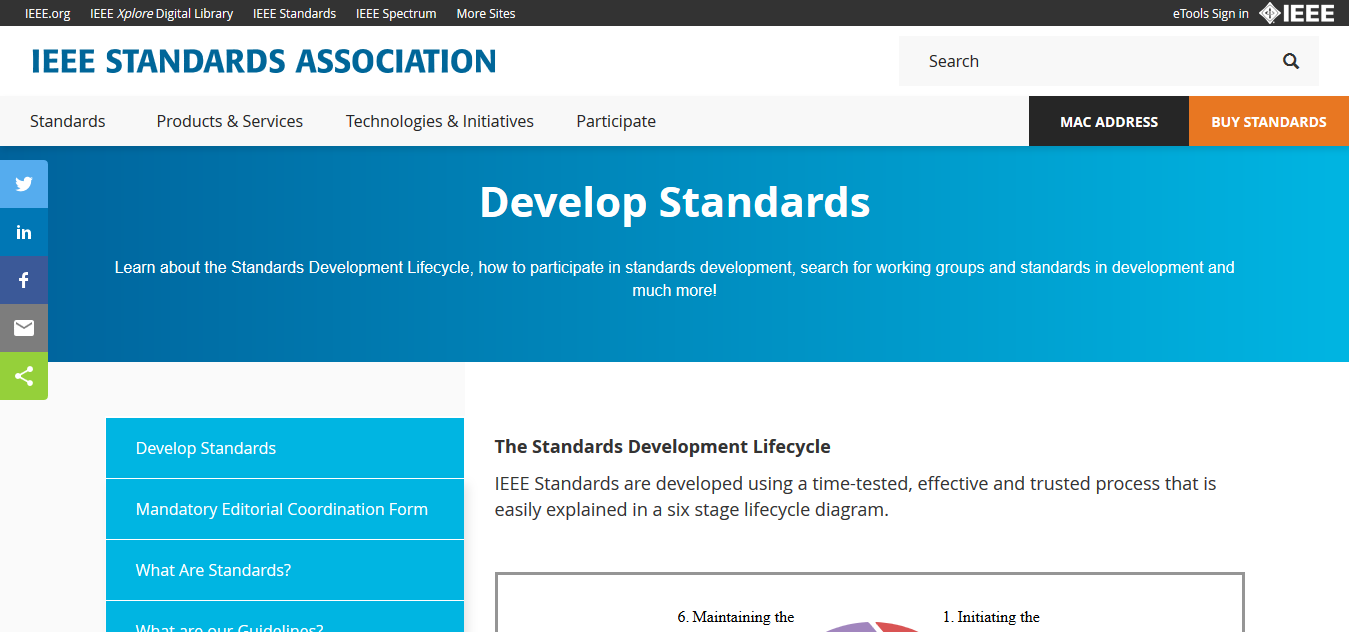 IEEE.org IEEE Xplore Digital Library IEEE Standards IEEE Spectrum More Sites eTools Sign in IEEE
IEEE STANDARDS ASSOCIATION
Search
Standards Products & Services Technologies & Initiatives Participate MAC ADDRESS BUY STANDARDS
Develop Standards
Learn about the Standards Development Lifecycle, how to participate in standards development, search for working groups and standards in development and
much more!
Develop Standards
Mandatory Editorial Coordination Form
What Are Standards?
What are our Guidelines?
The Standards Development Lifecycle
IEEE Standards are developed using a time-tested, effective and trusted process that is
easily explained in a six stage lifecycle diagram.
6. Maintaining the
1. Initiating the